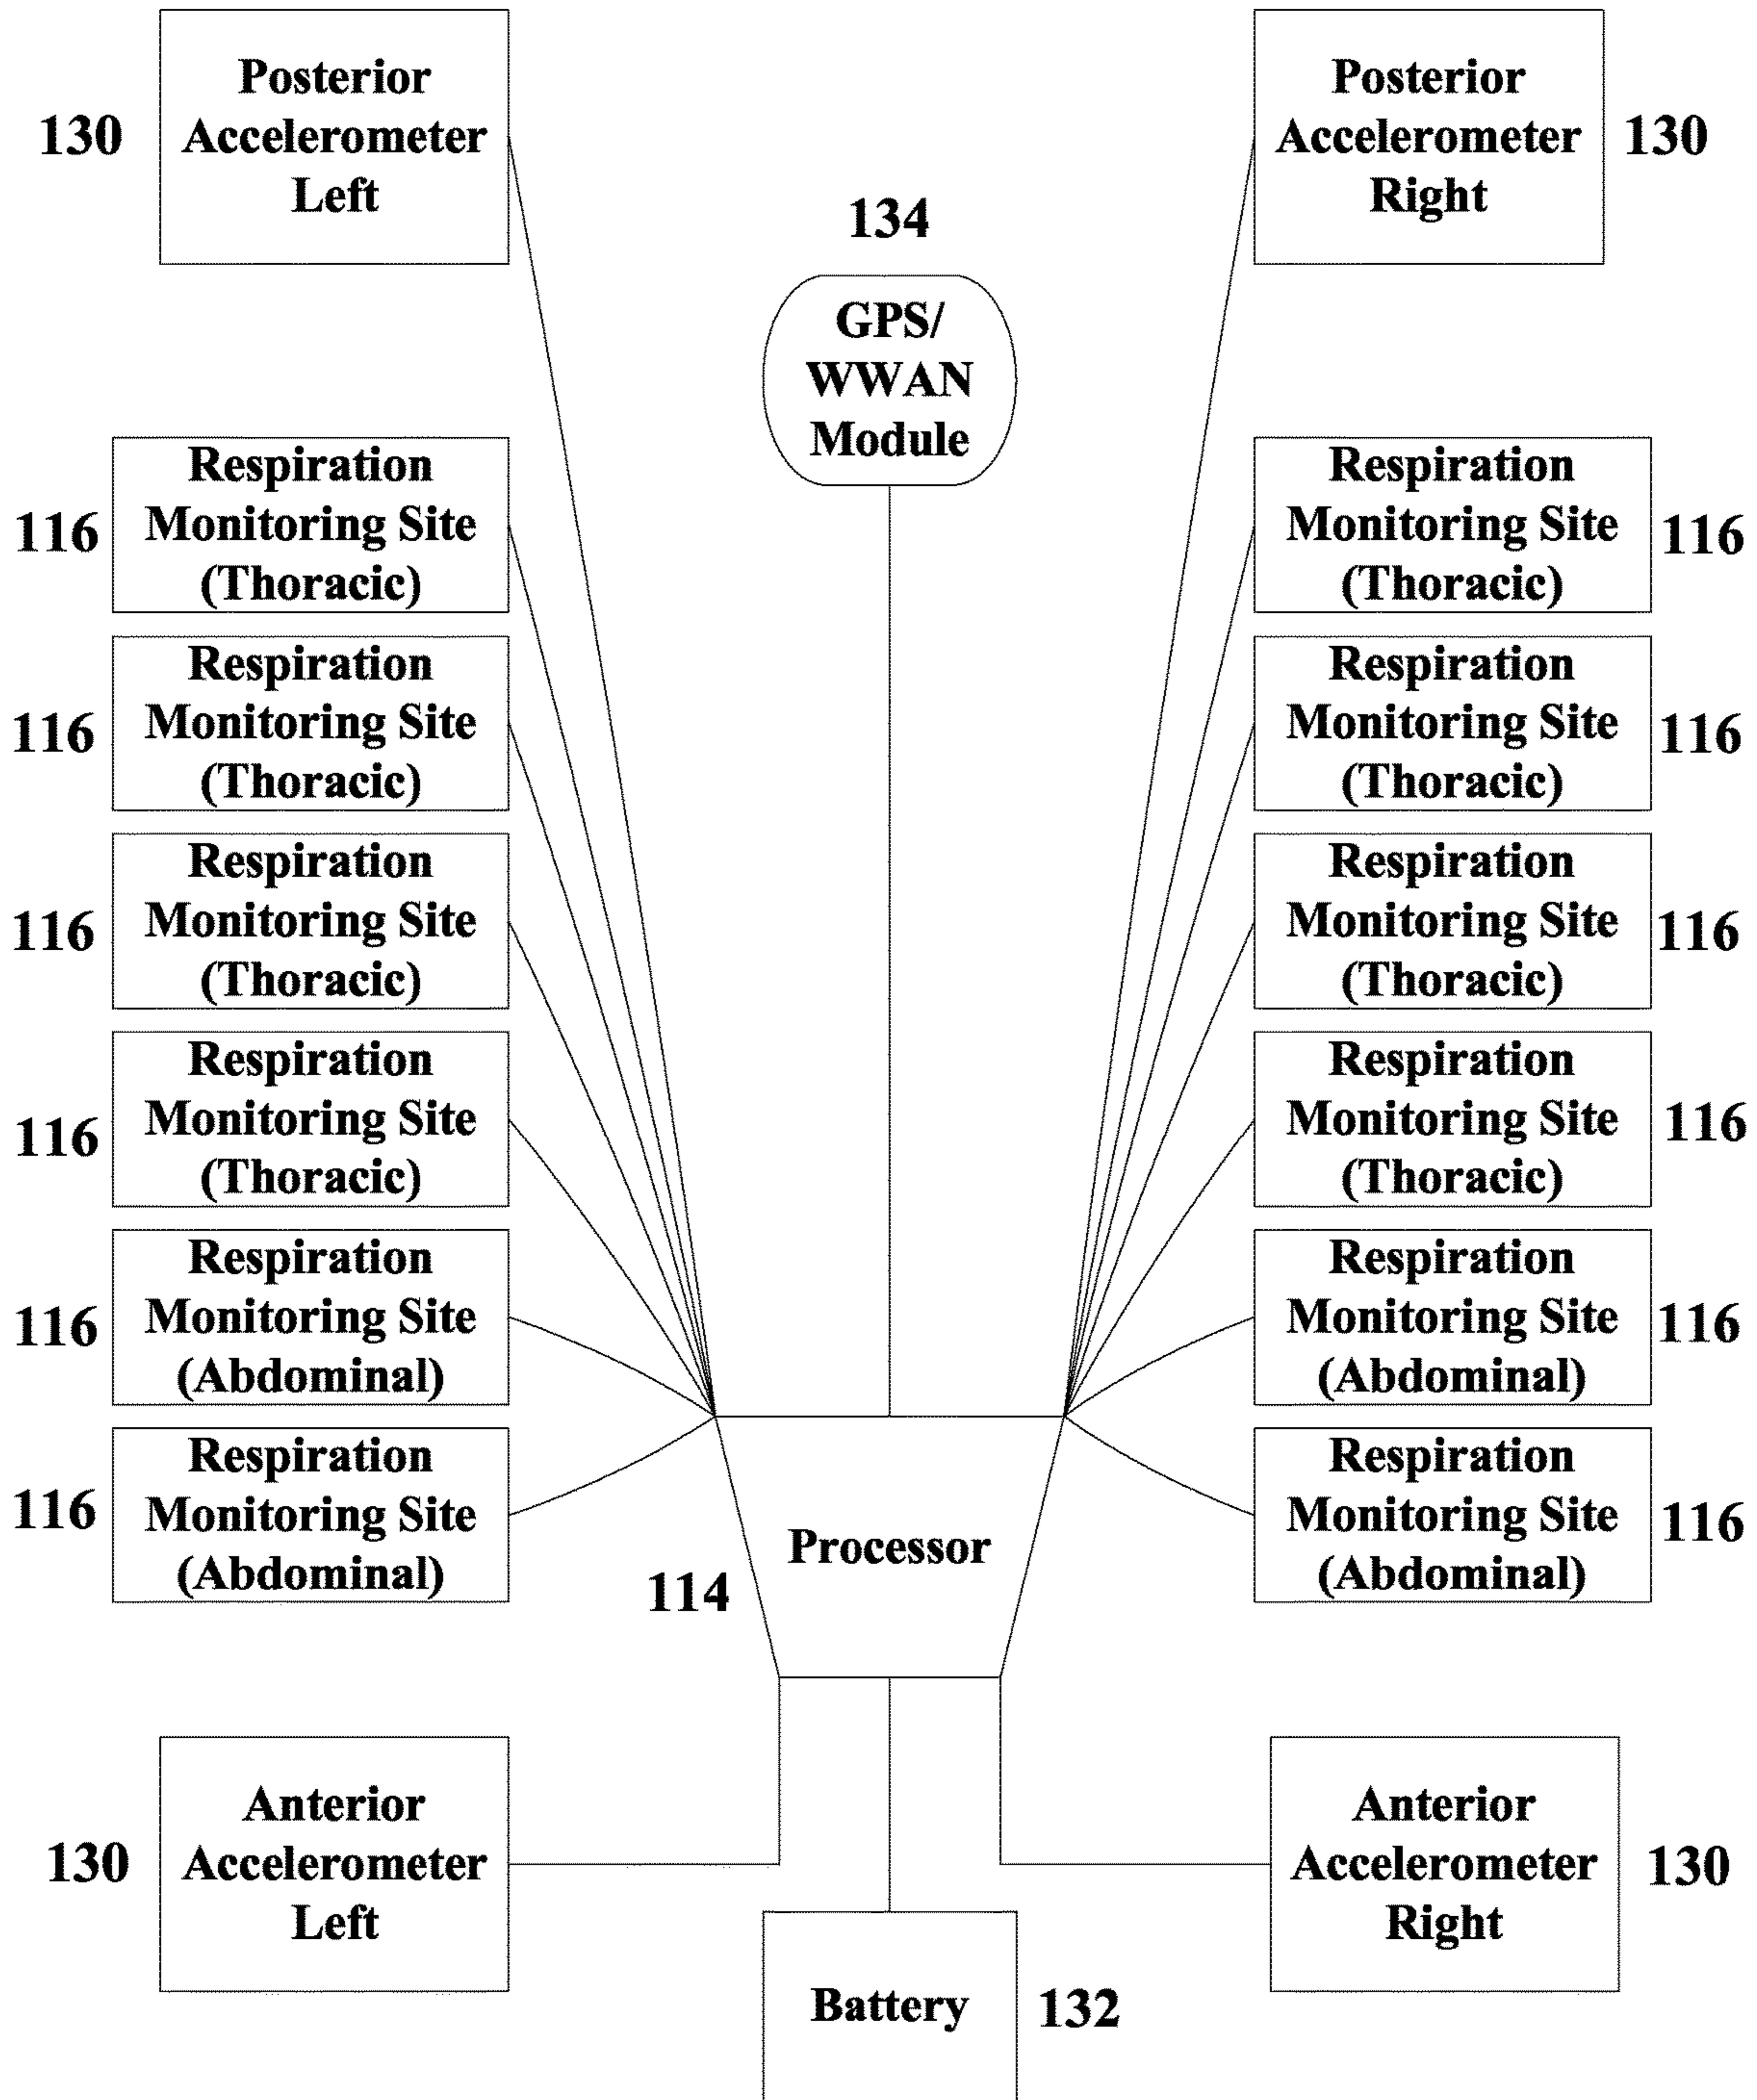 Posterior
Accelerometer
Left
130
Posterior
Accelerometer
Right
130
134
GPS/
WWAN
Module
116
Respiration
Monitoring Site
(Thoracic)
Respiration
Monitoring Site
(Thoracic)
116
116
Respiration
Monitoring Site
(Thoracic)
Respiration
Monitoring Site
(Thoracic)
116
116
Respiration
Monitoring Site
(Thoracic)
Respiration
Monitoring Site
(Thoracic)
116
116
Respiration
Monitoring Site
(Thoracic)
Respiration
Monitoring Site
(Thoracic)
116
116
Respiration
Monitoring Site
(Abdominal)
Respiration
Monitoring Site
(Abdominal)
116
116
Respiration
Monitoring Site
(Abdominal)
Respiration
Monitoring Site
(Abdominal)
116
Processor
114
130
Anterior
Accelerometer
Left
Anterior
Accelerometer
Right
130
Battery
132